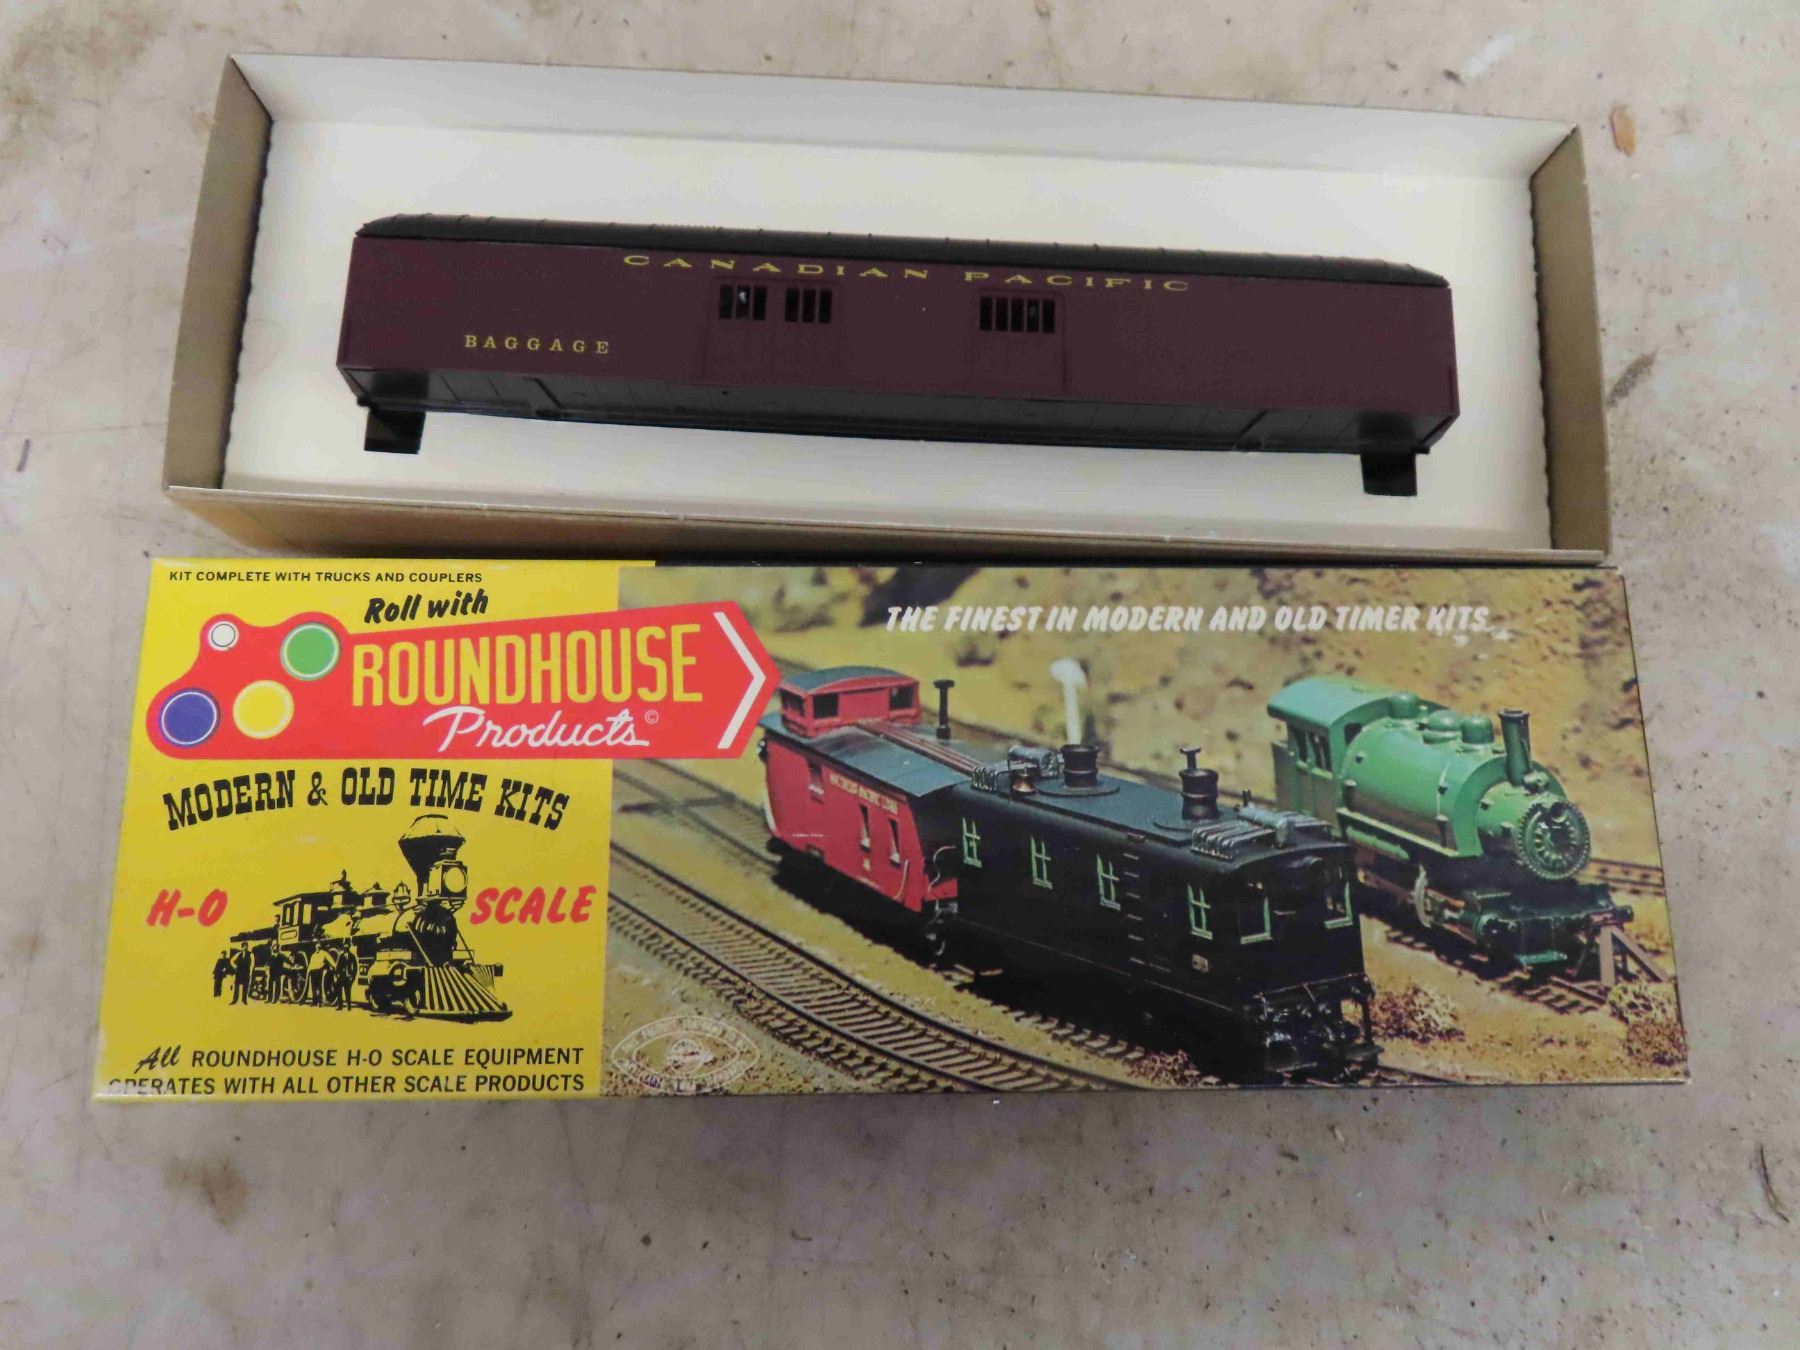 CANADIAN PACIFIC
BAGGAGE
KIT COMPLETE WITH TRUCKS AND COUPLERS
Roll with
ROUNDHOUSE
Products ©
MODERN & OLD TIME KITS
H-O SCALE
All ROUNDHOUSE H-O SCALE EQUIPMENT
OPERATES WITH ALL OTHER SCALE PRODUCTS
THE FINEST IN MODERN AND OLD TIMER KITS